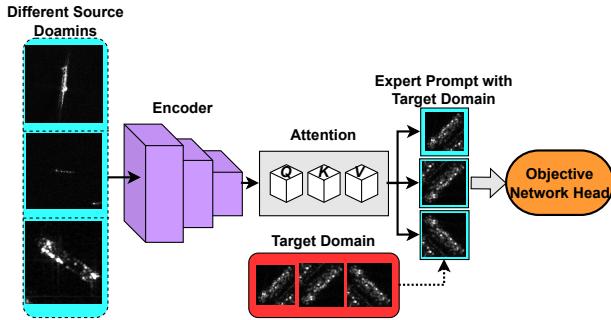 Different Source
Doamins
Encoder
Attention
Q K V
Expert Prompt with
Target Domain
Objective
Network Head
Target Domain